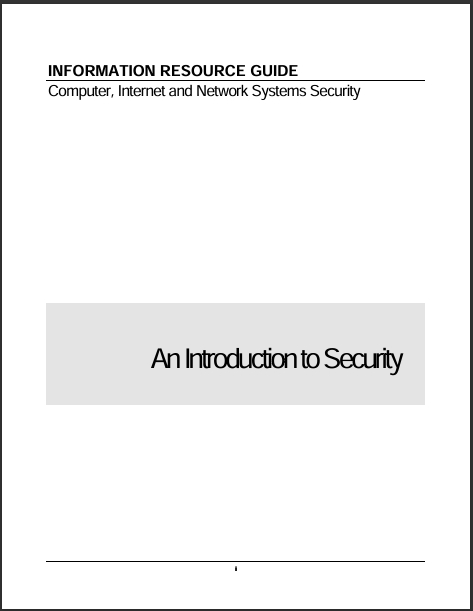 INFORMATION RESOURCE GUIDE
Computer, Internet and Network Systems Security
An Introduction to Security